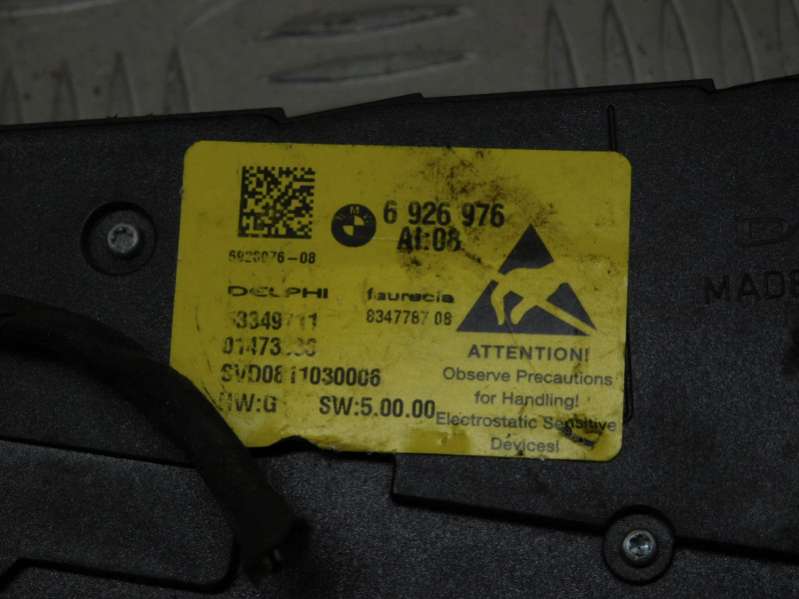 6 926 976
AI:08
6926976-08
DELPHI faurecia
8347787 08
SVD0811030006
HW:G SW:5.00.00
ATTENTION!
Observe Precautions
for Handling!
Electrostatic Sensitive
Devices!
MADE